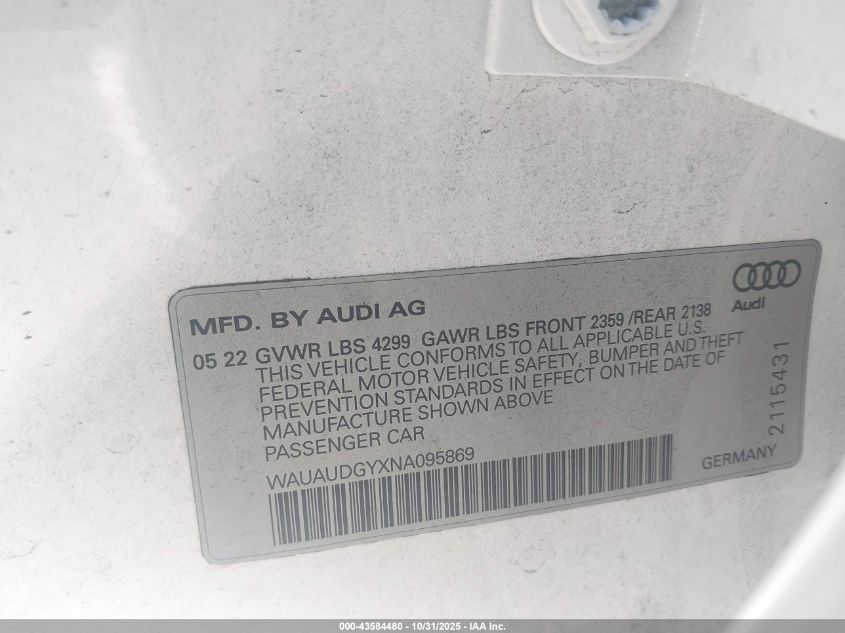 MFD. BY AUDI AG
Audi
05 22 GVWR LBS 4299 GAWR LBS FRONT 2359 /REAR 2138
THIS VEHICLE CONFORMS TO ALL APPLICABLE U.S.
FEDERAL MOTOR VEHICLE SAFETY, BUMPER AND THEFT
PREVENTION STANDARDS IN EFFECT ON THE DATE OF
MANUFACTURE SHOWN ABOVE
PASSENGER CAR
WAUAUDGYXNA095869
GERMANY
2115431
000-43584480 - 10/31/2025 - IAA Inc.